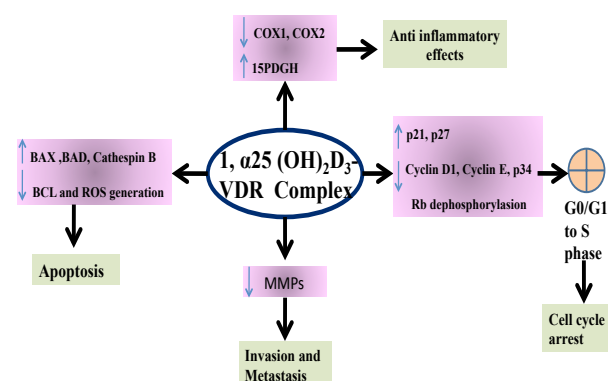 COX1, COX2
15PDGH
Anti inflammatory
effects
BAX ,BAD, Cathespin B
BCL and ROS generation
Apoptosis
1, α25 (OH)₂D₃-
VDR Complex
p21, p27
Cyclin D1, Cyclin E, p34
Rb dephosphorylasion
G0/G1
to S
phase
Cell cycle
arrest
MMPs
Invasion and
Metastasis